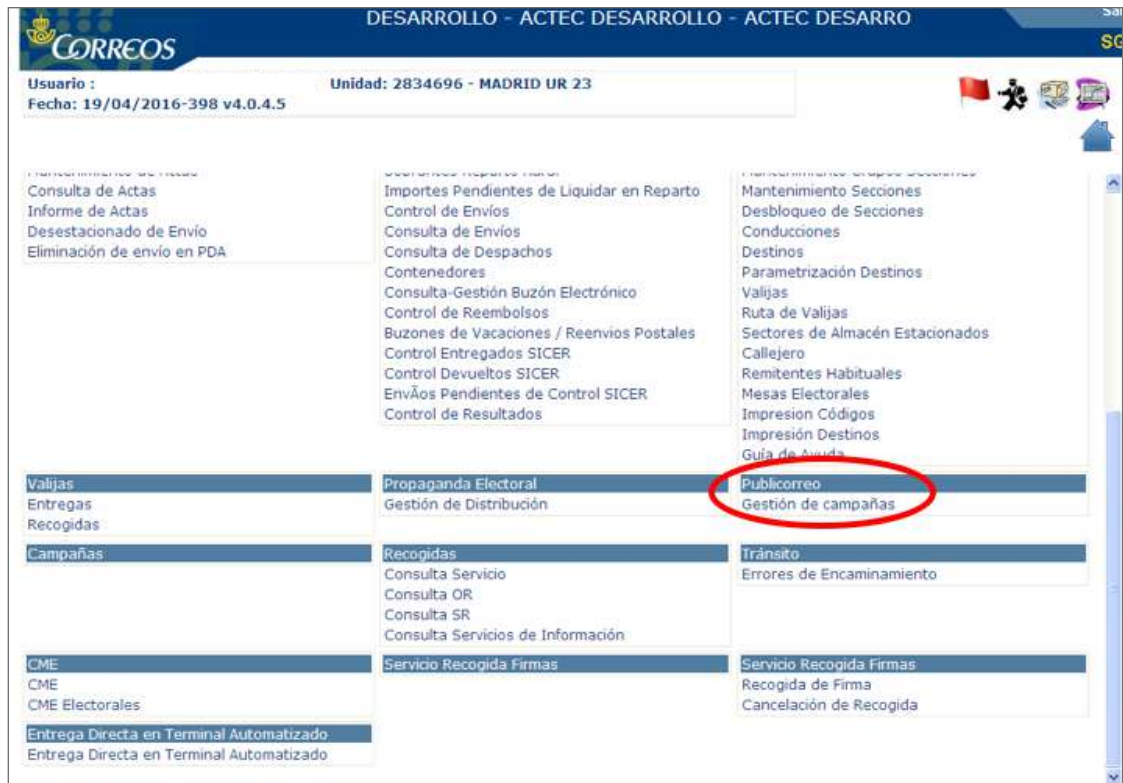 DESARROLLO - ACTEC DESARROLLO - ACTEC DESARRO
CORREOS
Usuario :
Unidad: 2834696 - MADRID UR 23
Fecha: 19/04/2016-398 v4.0.4.5
Consulta de Actas
Informe de Actas
Desestacionado de Envío
Eliminación de envío en PDA
Importes Pendientes de Liquidar en Reparto
Control de Envíos
Consulta de Envíos
Consulta de Despachos
Contenedores
Consulta-Gestión Buzón Electrónico
Control de Reembolsos
Buzones de Vacaciones / Reenvios Postales
Control Entregados SICER
Control Devueltos SICER
EnvÃos Pendientes de Control SICER
Control de Resultados
Mantenimiento Secciones
Desbloqueo de Secciones
Conducciones
Destinos
Parametrización Destinos
Valijas
Ruta de Valijas
Sectores de Almacén Estacionados
Callejero
Remitentes Habituales
Mesas Electorales
Impresion Códigos
Impresión Destinos
Guía de Ayuda
Valijas
Entregas
Recogidas
Propaganda Electoral
Gestión de Distribución
Publicorreo
Gestión de campañas
Campañas
Recogidas
Consulta Servicio
Consulta OR
Consulta SR
Consulta Servicios de Información
Tránsito
Errores de Encaminamiento
CME
CME
CME Electorales
Servicio Recogida Firmas
Servicio Recogida Firmas
Recogida de Firma
Cancelación de Recogida
Entrega Directa en Terminal Automatizado
Entrega Directa en Terminal Automatizado